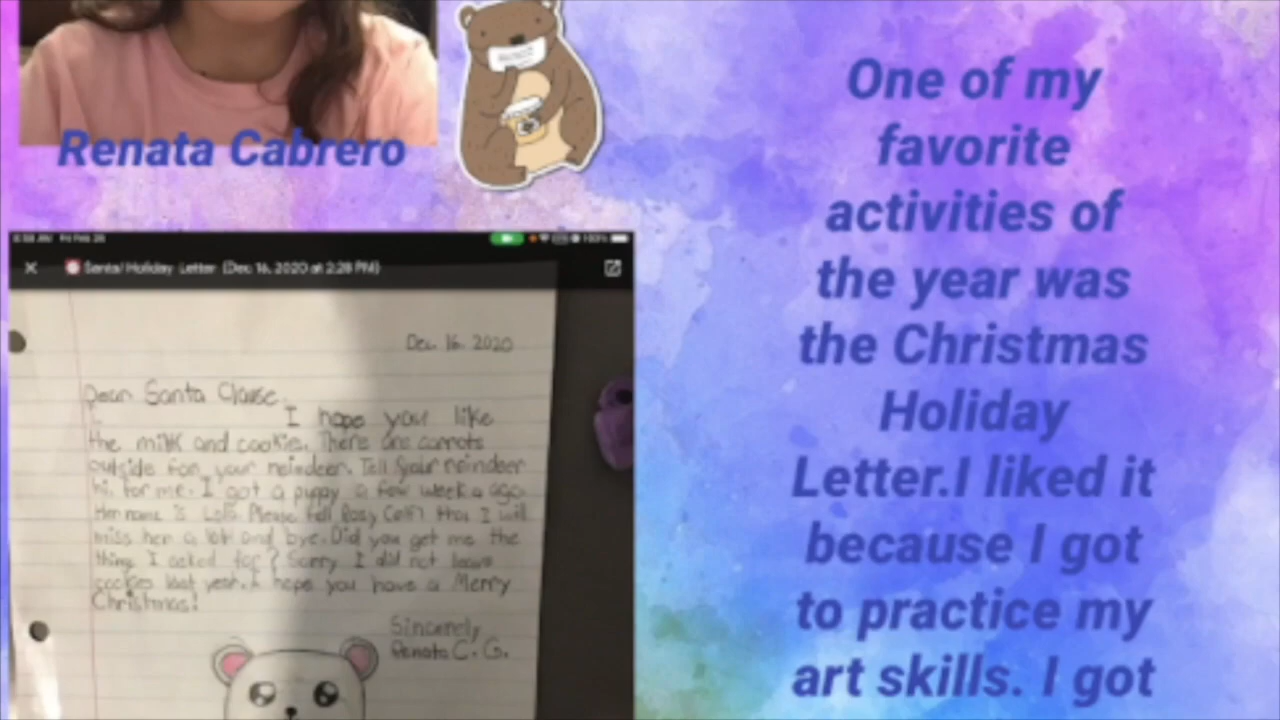 Renata Cabrero
One of my
favorite
activities of
the year was
the Christmas
Holiday
Letter.I liked it
because I got
to practice my
art skills. I got
Santa/ Holiday Letter (Dec 16, 2020 at 2:28 PM)
Dec. 16. 2020
Dear Santa Clause,
I hope you like
the milk and cookie. There are carrots
outside for your reindeer. Tell your reindeer
hi, for me. I got a puppy a few week a ago.
Her name is Lola. Please tell Rosy (elf) that I will
miss her a lot and bye. Did you get me the
thing I asked for? Sorry I did not leave
cookies last year. I hope you have a Merry
Christmas!
Sincerely,
Renata C. G.